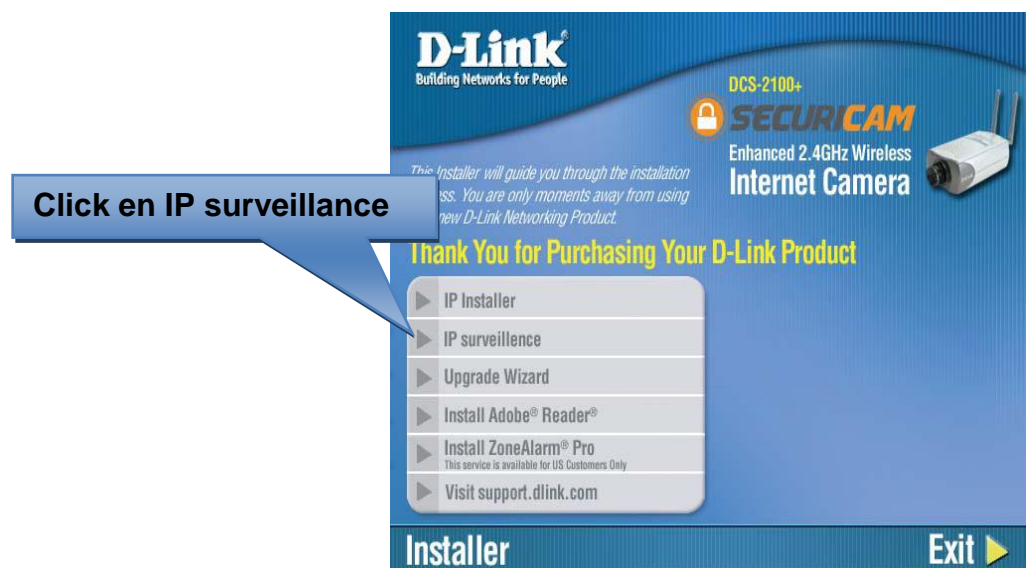 D-Link
Building Networks for People
DCS-2100+
SECURICAM
Enhanced 2.4GHz Wireless
Internet Camera
This Installer will guide you through the installation
ess. You are only moments away from using
new D-Link Networking Product.
Click en IP surveillance
Thank You for Purchasing Your D-Link Product
IP Installer
IP surveillence
Upgrade Wizard
Install Adobe® Reader®
Install ZoneAlarm® Pro
This service is available for US Customers Only
Visit support.dlink.com
Installer
Exit